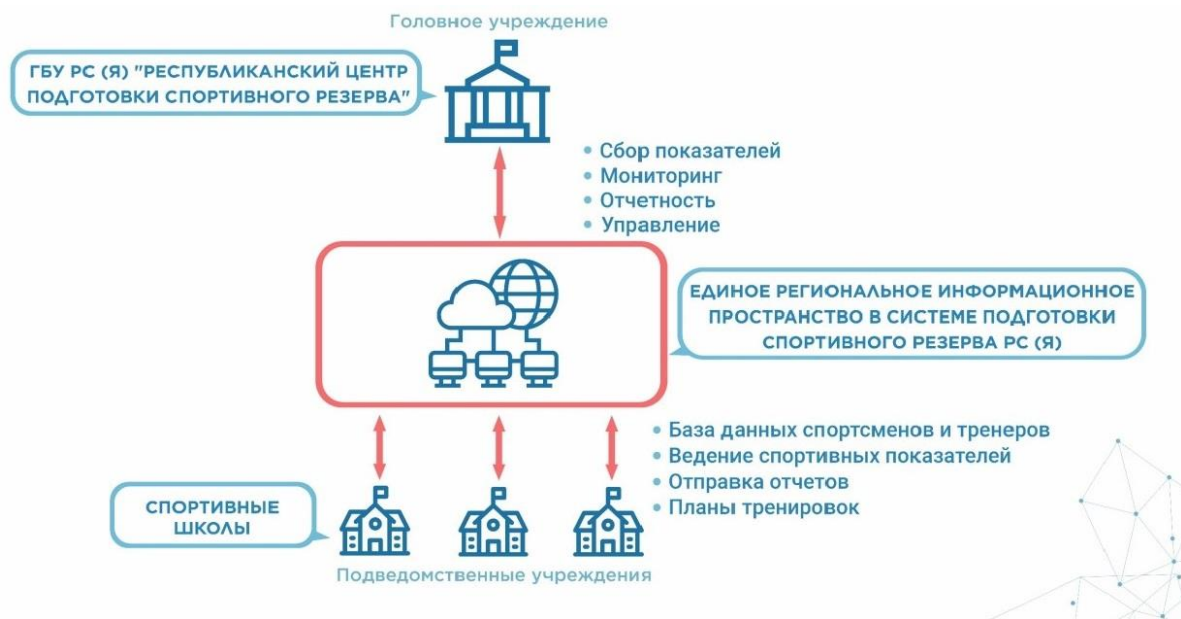 Головное учреждение
ГБУ РС (Я) "РЕСПУБЛИКАНСКИЙ ЦЕНТР
ПОДГОТОВКИ СПОРТИВНОГО РЕЗЕРВА"
• Сбор показателей
• Мониторинг
• Отчетность
• Управление
ЕДИНОЕ РЕГИОНАЛЬНОЕ ИНФОРМАЦИОННОЕ
ПРОСТРАНСТВО В СИСТЕМЕ ПОДГОТОВКИ
СПОРТИВНОГО РЕЗЕРВА РС (Я)
• База данных спортсменов и тренеров
• Ведение спортивных показателей
• Отправка отчетов
• Планы тренировок
СПОРТИВНЫЕ
ШКОЛЫ
Подведомственные учреждения